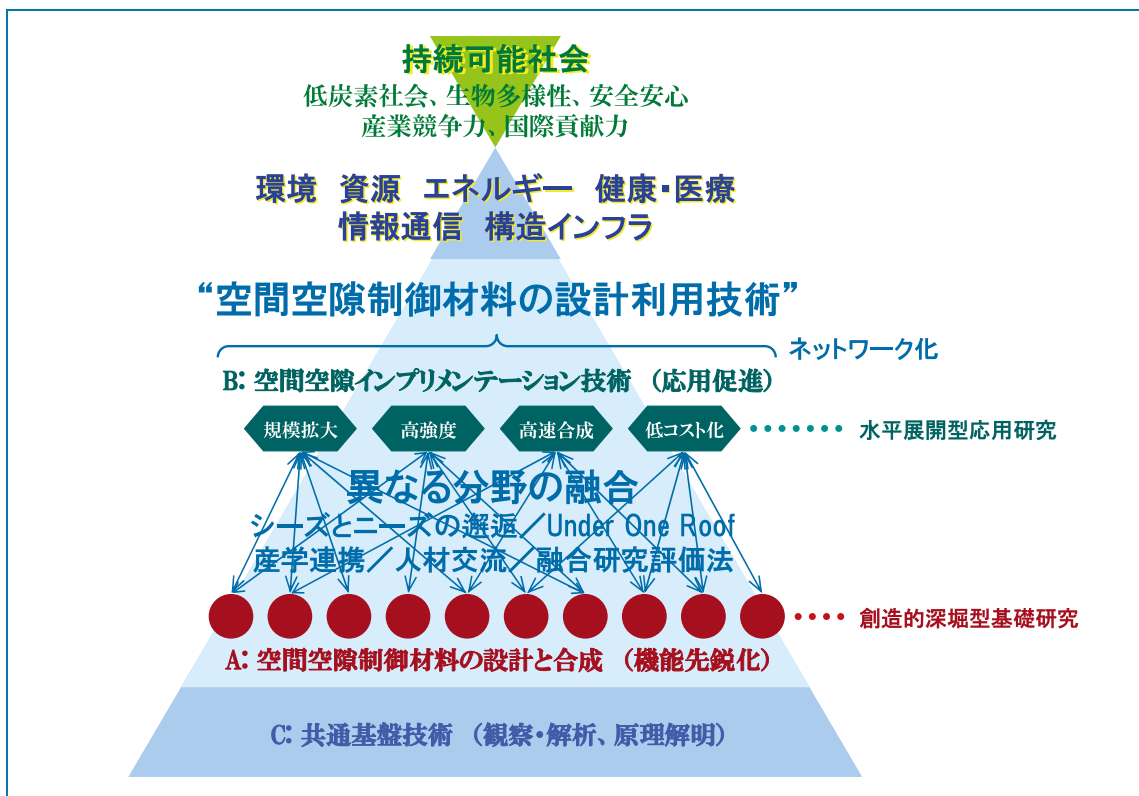 持続可能社会
低炭素社会、生物多様性、安全安心
産業競争力、国際貢献力
環境　資源　エネルギー　健康・医療
情報通信　構造インフラ
“空間空隙制御材料の設計利用技術”
ネットワーク化
B: 空間空隙インプリメンテーション技術 （応用促進）
規模拡大　高強度　高速合成　低コスト化
水平展開型応用研究
異なる分野の融合
シーズとニーズの邂逅／Under One Roof
産学連携／人材交流／融合研究評価法
創造的深堀型基礎研究
A: 空間空隙制御材料の設計と合成 （機能先鋭化）
C: 共通基盤技術 （観察・解析、原理解明）